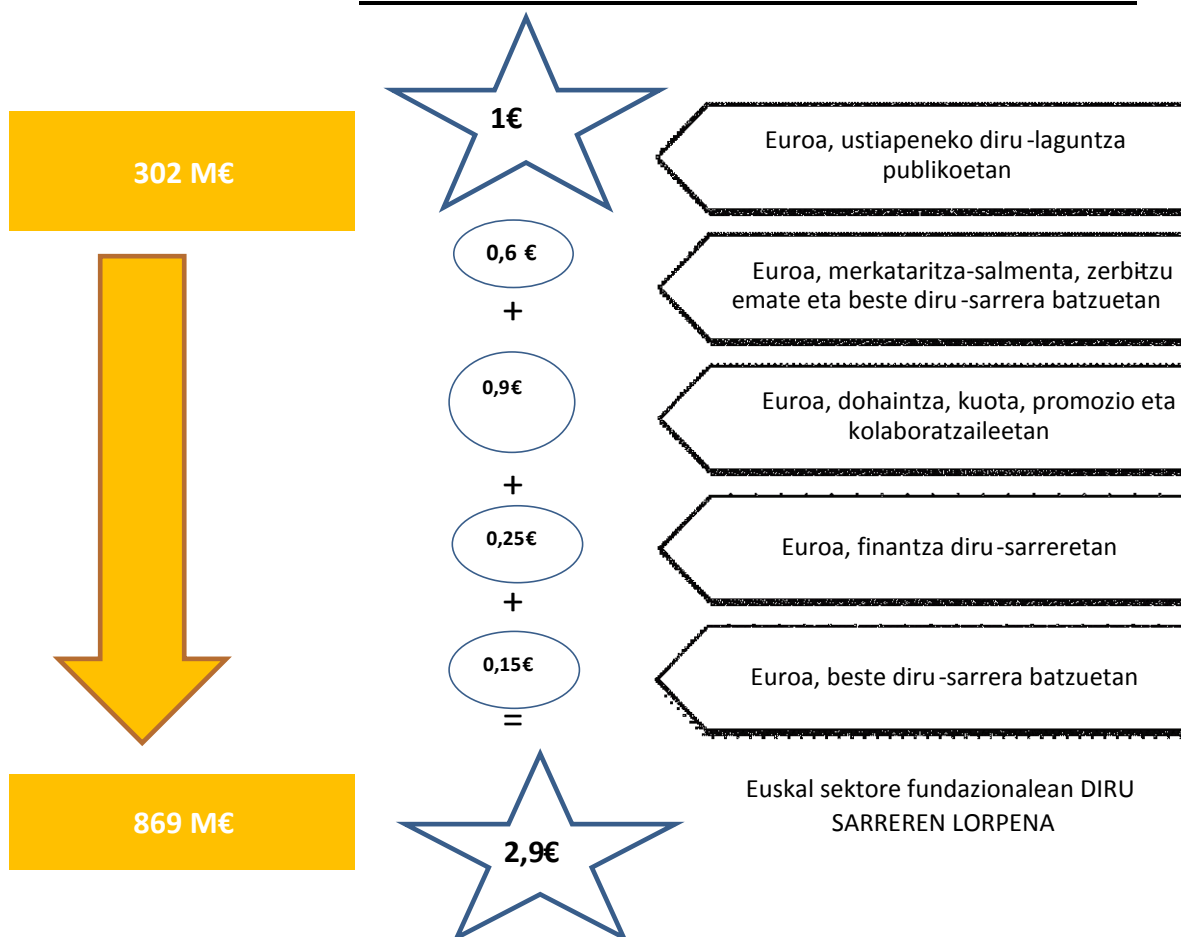 1€
302 M€
Euroa, ustiapeneko diru-laguntza
publikoetan
0,6 €
Euroa, merkataritza-salmenta, zerbitzu
emate eta beste diru-sarrera batzuetan
+
0,9€
Euroa, dohaintza, kuota, promozio eta
kolaboratzaileetan
+
0,25€
Euroa, finantza diru-sarreretan
+
0,15€
Euroa, beste diru-sarrera batzuetan
=
869 M€
2,9€
Euskal sektore fundazionalean DIRU
SARREREN LORPENA